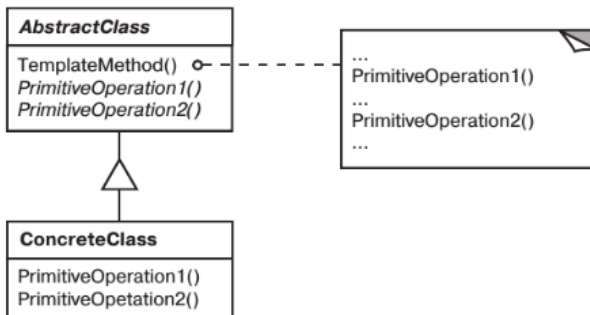 AbstractClass
TemplateMethod()
PrimitiveOperation1()
PrimitiveOperation2()
...
PrimitiveOperation1()
...
PrimitiveOperation2()
...
ConcreteClass
PrimitiveOperation1()
PrimitiveOpetation2()